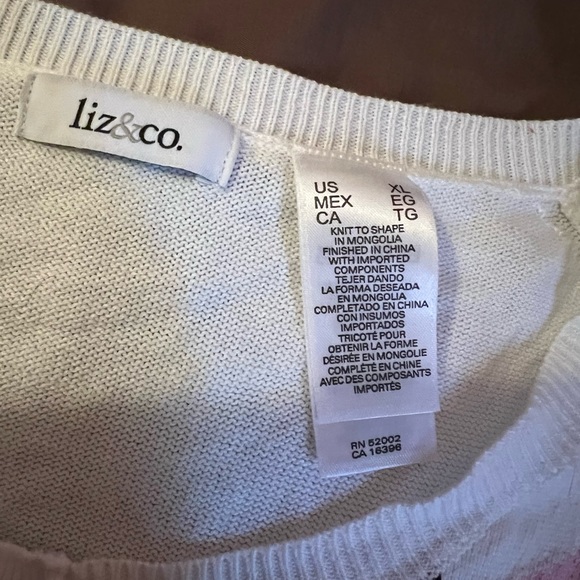 liz&co.
US XL
MEX EG
CA TG
KNIT TO SHAPE
IN MONGOLIA
FINISHED IN CHINA
WITH IMPORTED
COMPONENTS
TEJER DANDO
LA FORMA DESEADA
EN MONGOLIA
COMPLETADO EN CHINA
CON INSUMOS
IMPORTADOS
TRICOTÉ POUR
OBTENIR LA FORME
DÉSIRÉE EN MONGOLIE
COMPLÉTÉ EN CHINE
AVEC DES COMPOSANTS
IMPORTÉS
RN 52002
CA 16396